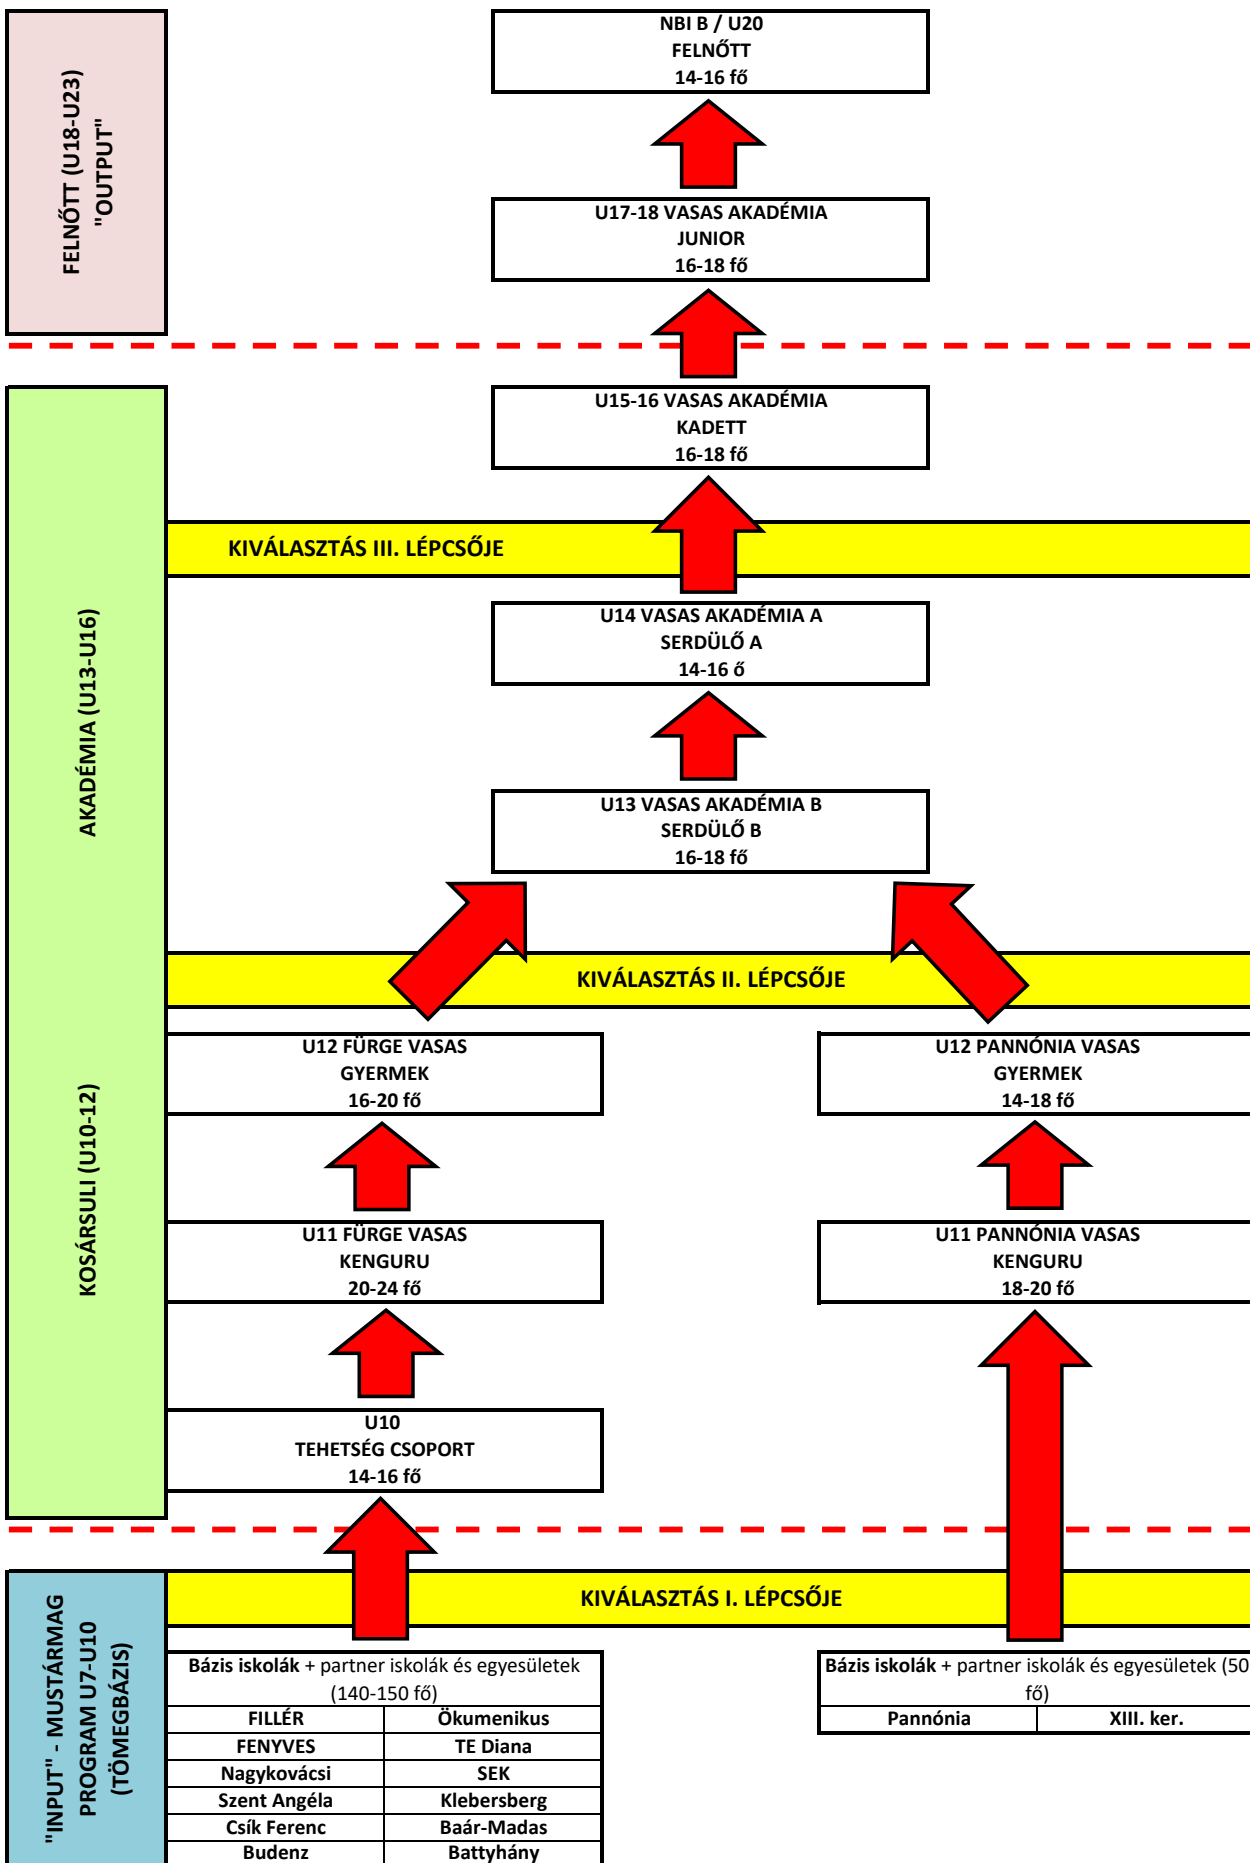 NBI B / U20
FELNŐTT
14-16 fő
FELNŐTT (U18-U23)
"OUTPUT"
U17-18 VASAS AKADÉMIA
JUNIOR
16-18 fő
U15-16 VASAS AKADÉMIA
KADETT
16-18 fő
KIVÁLASZTÁS III. LÉPCSŐJE
AKADÉMIA (U13-U16)
U14 VASAS AKADÉMIA A
SERDÜLŐ A
14-16 ő
U13 VASAS AKADÉMIA B
SERDÜLŐ B
16-18 fő
KIVÁLASZTÁS II. LÉPCSŐJE
KOSÁRSULI (U10-12)
U12 FÜRGE VASAS
GYERMEK
16-20 fő
U12 PANNÓNIA VASAS
GYERMEK
14-18 fő
U11 FÜRGE VASAS
KENGURU
20-24 fő
U11 PANNÓNIA VASAS
KENGURU
18-20 fő
U10
TEHETSÉG CSOPORT
14-16 fő
KIVÁLASZTÁS I. LÉPCSŐJE
"INPUT" - MUSTÁRMAG
PROGRAM U7-U10
(TÖMEGBÁZIS)
Bázis iskolák + partner iskolák és egyesületek
(140-150 fő)
FILLÉR Ökumenikus
FENYVES TE Diana
Nagykovácsi SEK
Szent Angéla Klebersberg
Csík Ferenc Baár-Madas
Budenz Battyhány
Bázis iskolák + partner iskolák és egyesületek (50
fő)
Pannónia XIII. ker.